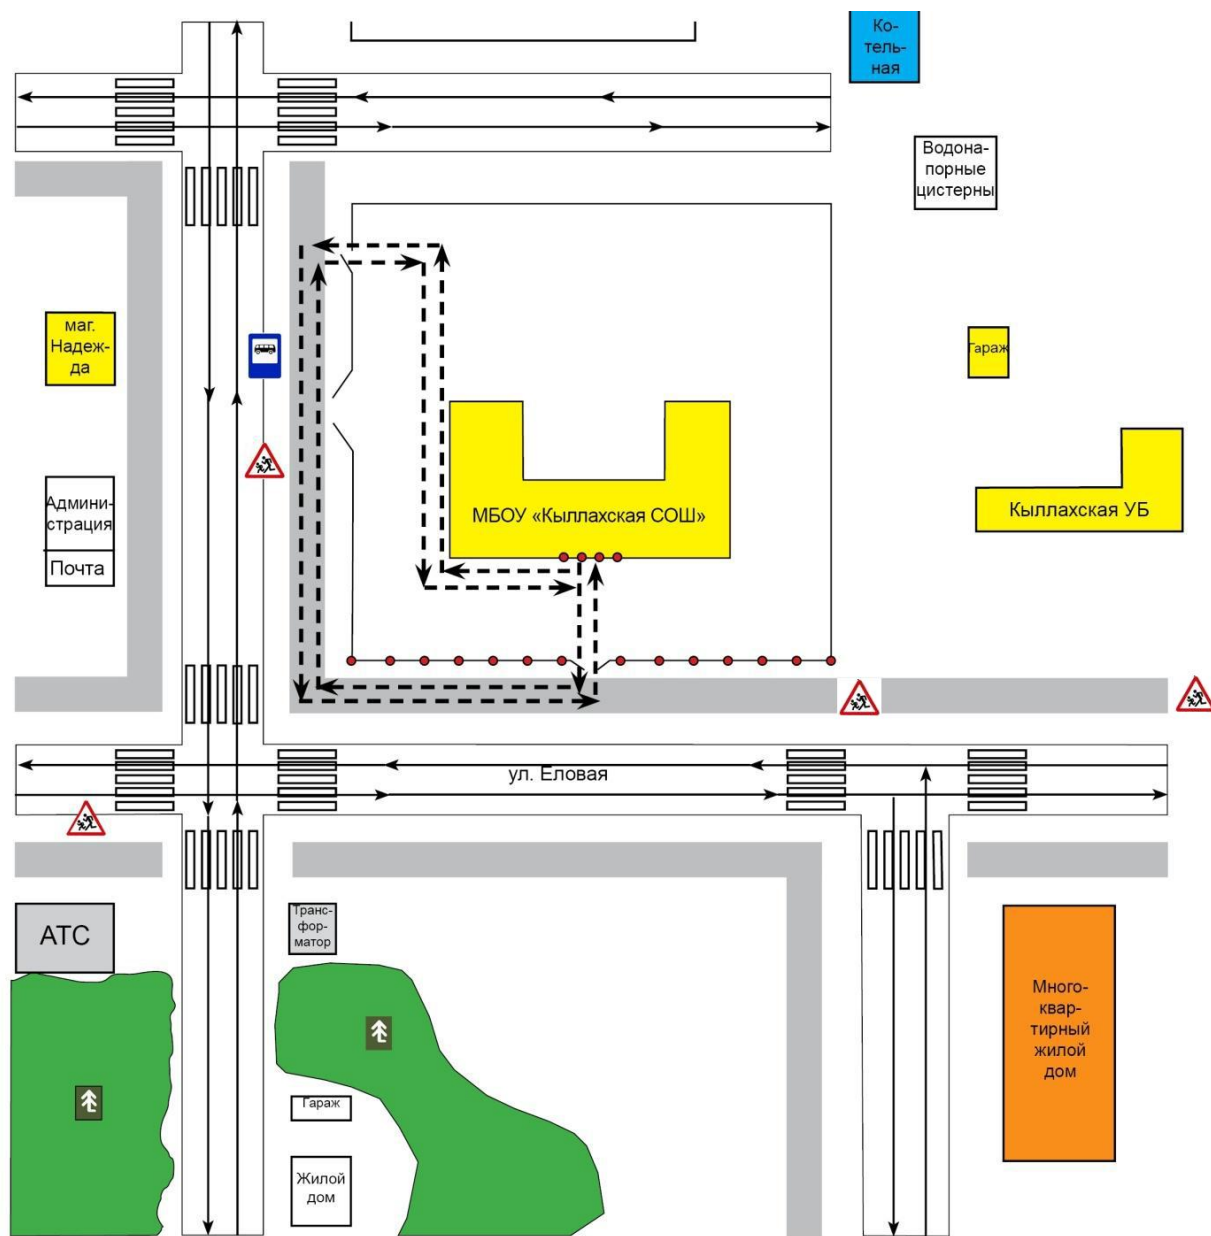 Ко-
тель-
ная
Водона-
порные
цистерны
маг.
Надеж-
да
Гараж
Админи-
страция
Почта
МБОУ «Кыллахская СОШ»
Кыллахская УБ
ул. Еловая
АТС
Транс-
фор-
матор
Много-
квар-
тирный
жилой
дом
Гараж
Жилой
дом